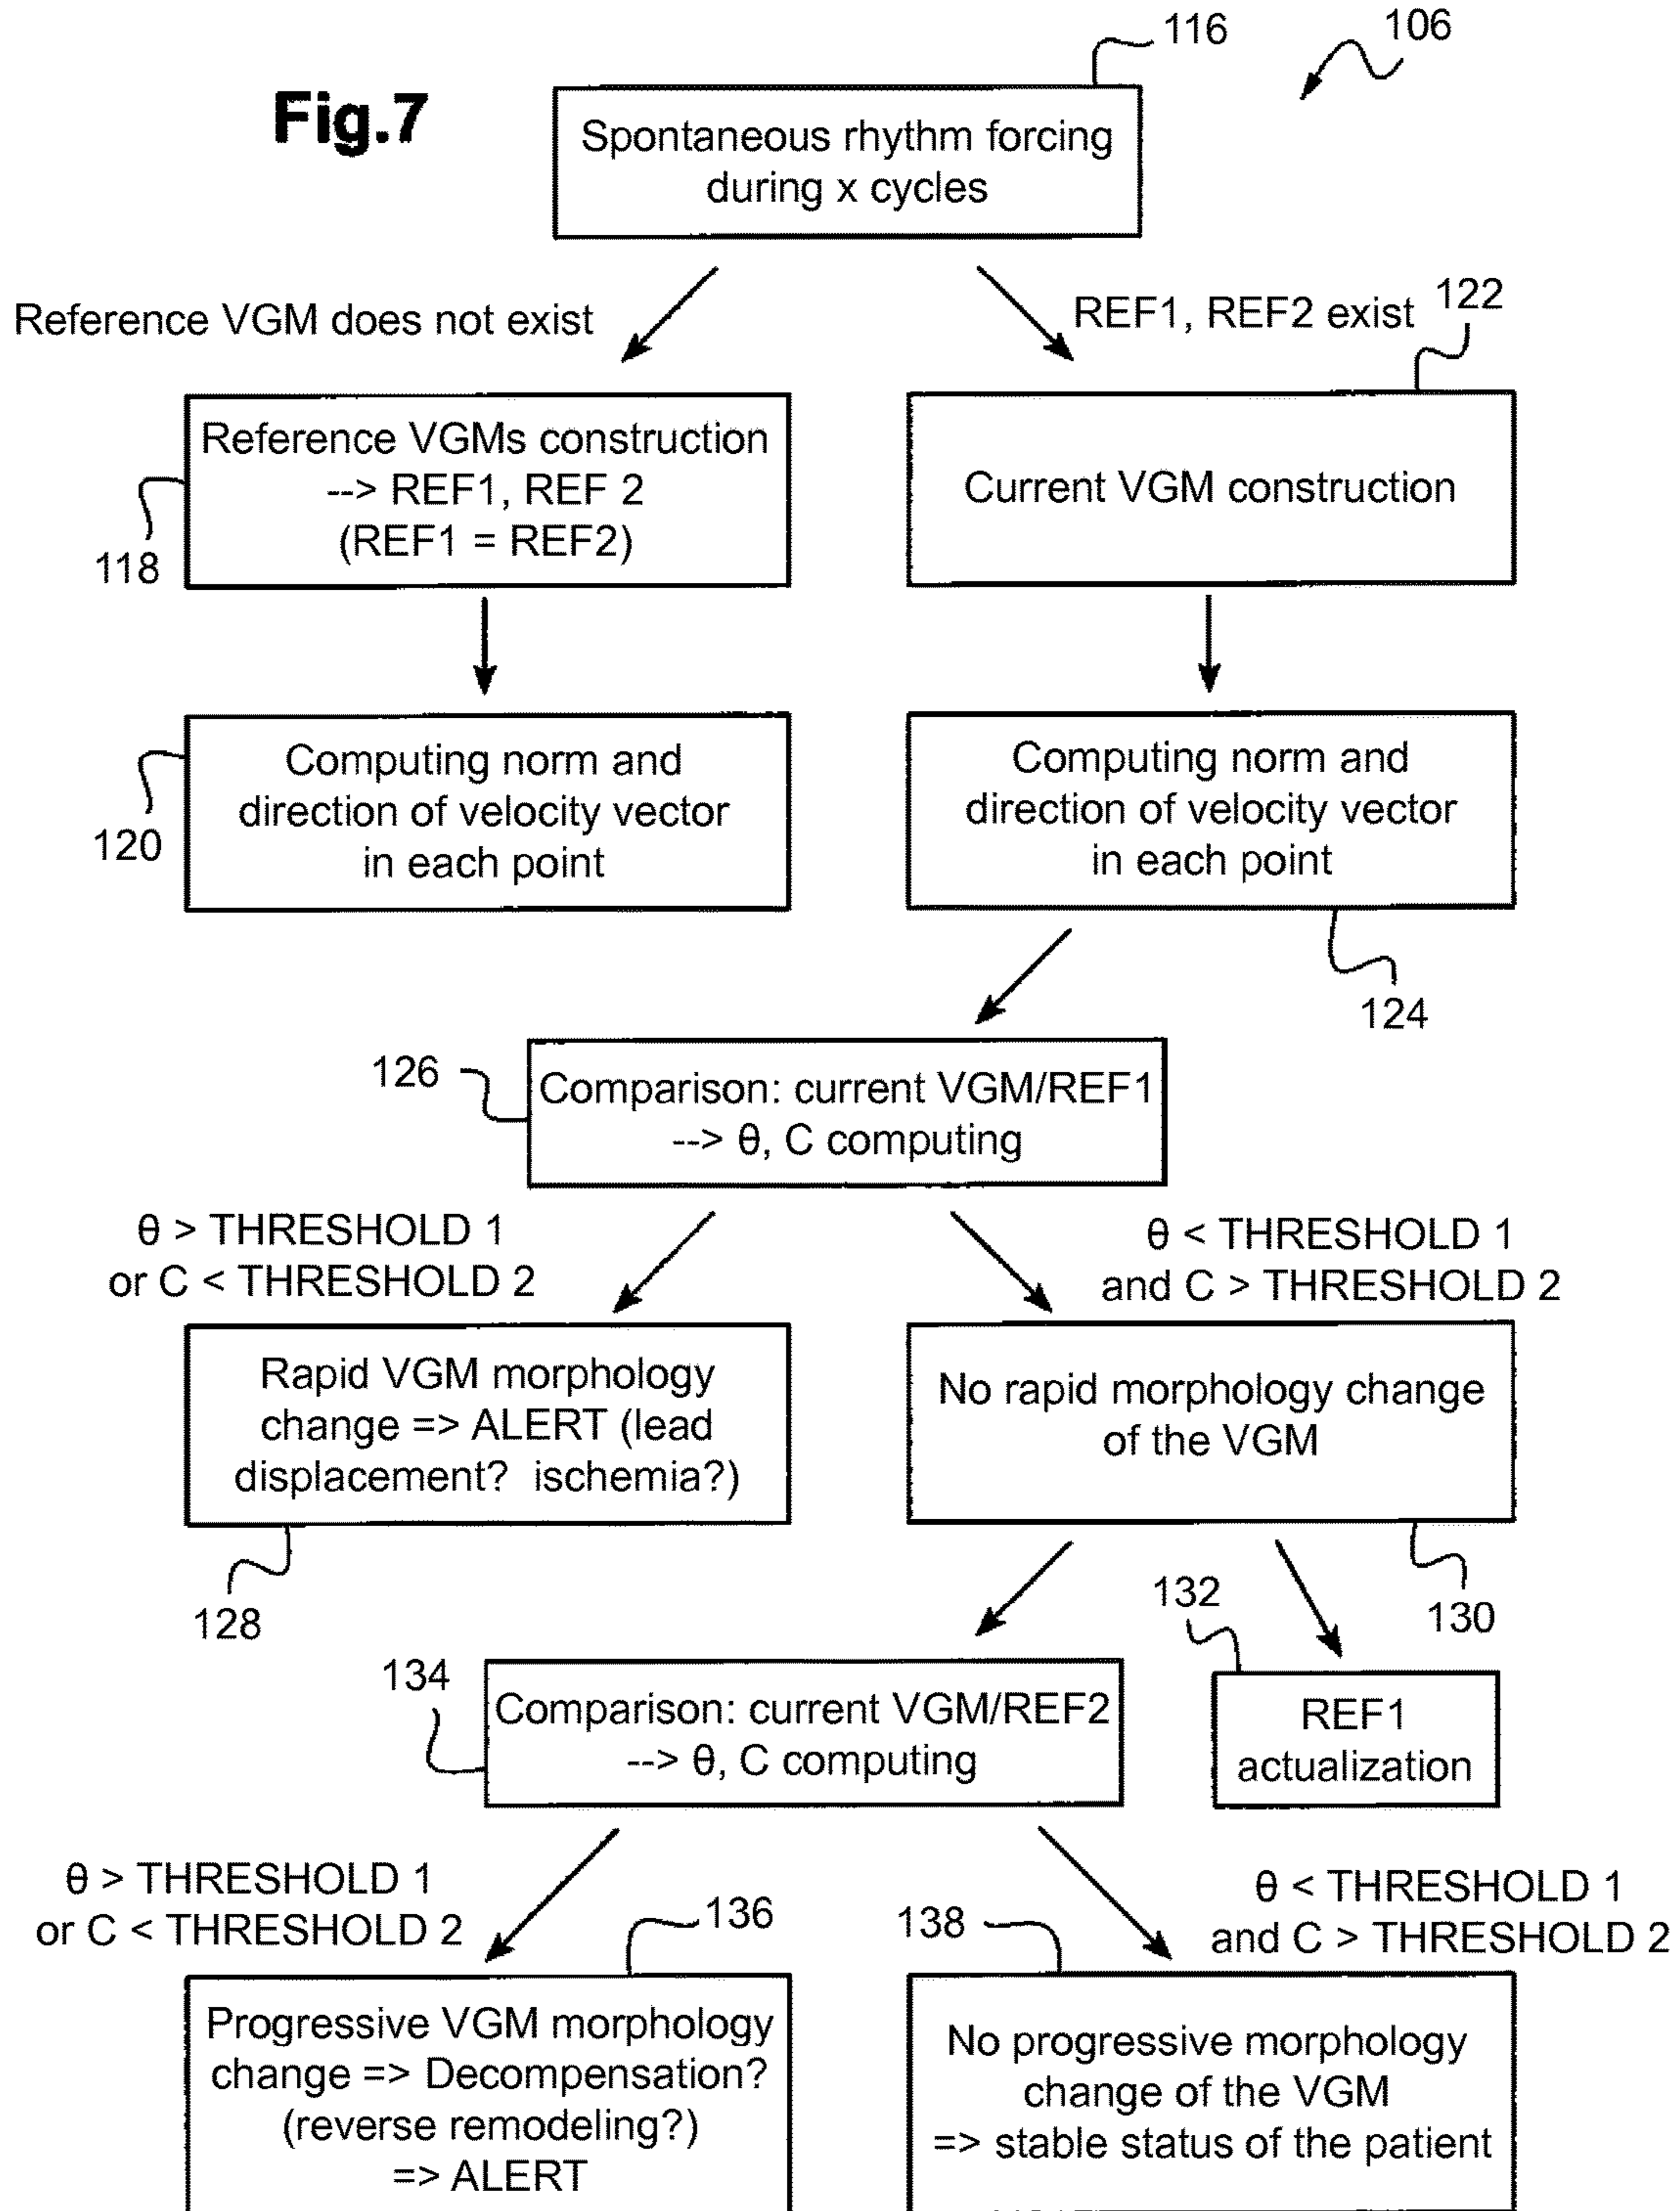 116
106
Fig.7
Spontaneous rhythm forcing
during x cycles
Reference VGM does not exist
REF1, REF2 exist
122
Reference VGMs construction
--> REF1, REF 2
(REF1 = REF2)
118
Current VGM construction
Computing norm and
direction of velocity vector
in each point
120
Computing norm and
direction of velocity vector
in each point
124
126
Comparison: current VGM/REF1
--> θ, C computing
θ > THRESHOLD 1
or C < THRESHOLD 2
θ < THRESHOLD 1
and C > THRESHOLD 2
Rapid VGM morphology
change => ALERT (lead
displacement? ischemia?)
128
No rapid morphology change
of the VGM
130
132
REF1
actualization
134
Comparison: current VGM/REF2
--> θ, C computing
θ > THRESHOLD 1
or C < THRESHOLD 2
136
138
θ < THRESHOLD 1
and C > THRESHOLD 2
Progressive VGM morphology
change => Decompensation?
(reverse remodeling?)
=> ALERT
No progressive morphology
change of the VGM
=> stable status of the patient